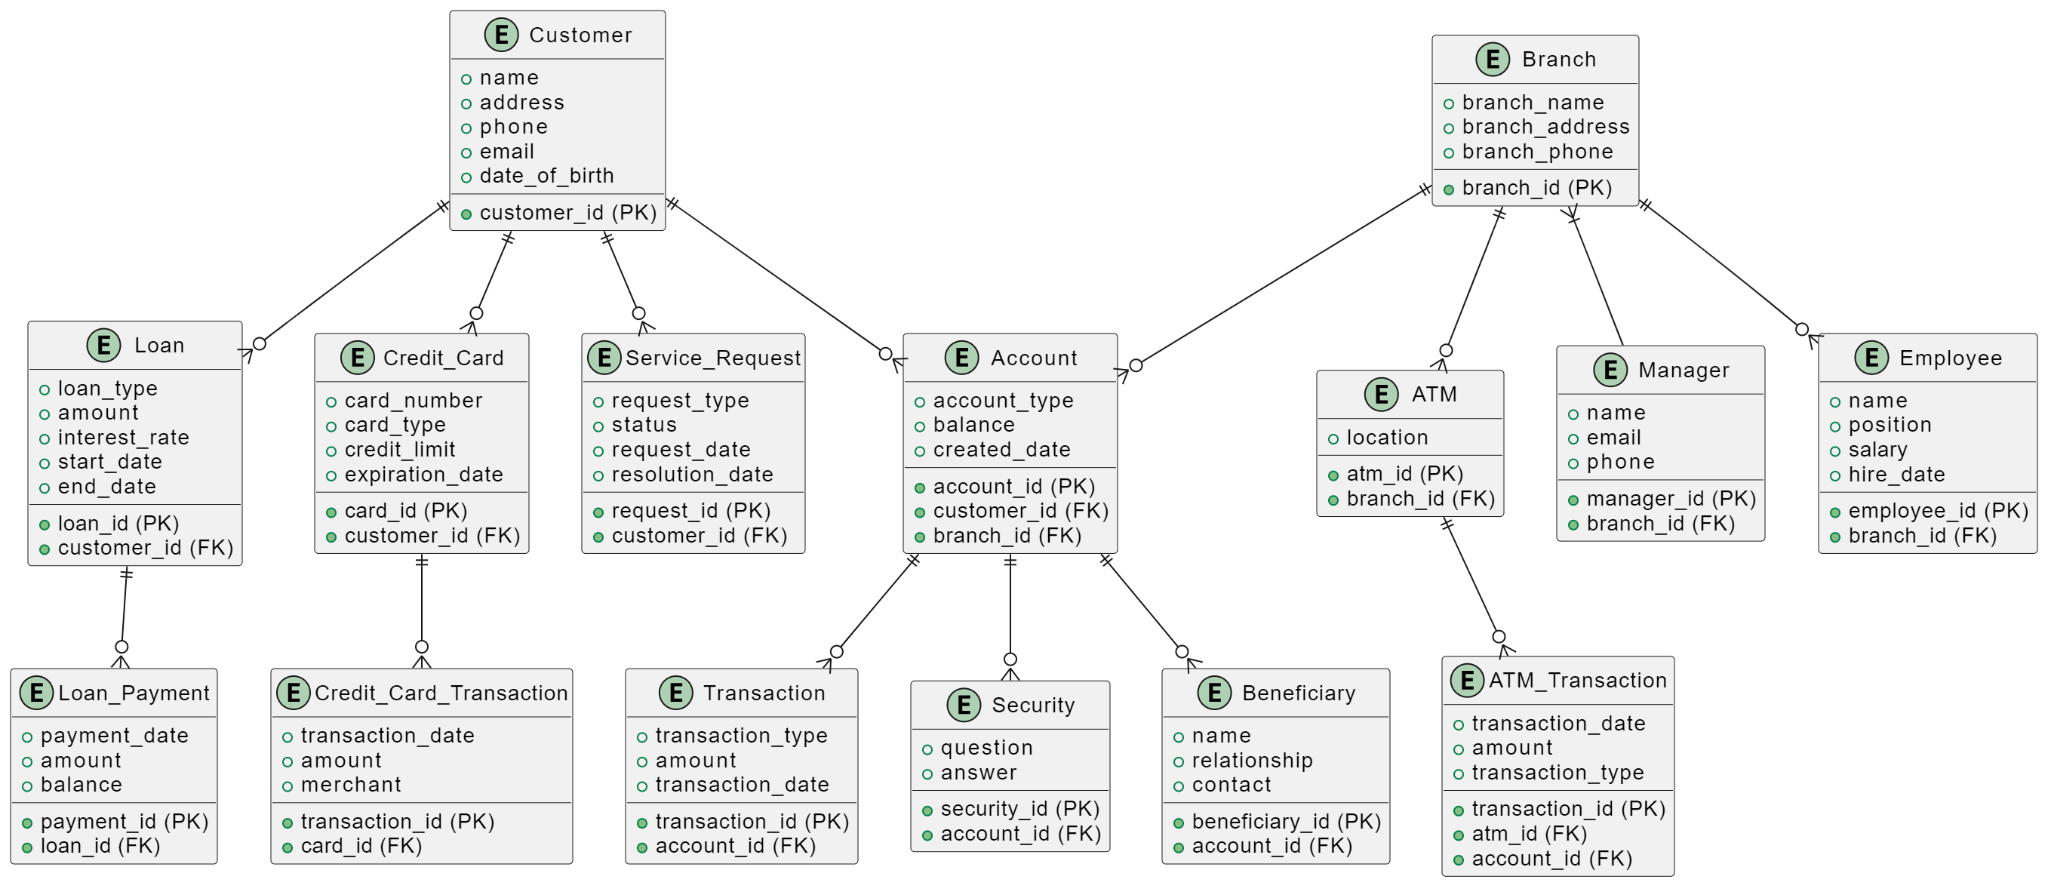 E Customer
name
address
phone
email
date_of_birth
customer_id (PK)
E Branch
branch_name
branch_address
branch_phone
branch_id (PK)
E Loan
loan_type
amount
interest_rate
start_date
end_date
loan_id (PK)
customer_id (FK)
E Credit_Card
card_number
card_type
credit_limit
expiration_date
card_id (PK)
customer_id (FK)
E Service_Request
request_type
status
request_date
resolution_date
request_id (PK)
customer_id (FK)
E Account
account_type
balance
created_date
account_id (PK)
customer_id (FK)
branch_id (FK)
E ATM
location
atm_id (PK)
branch_id (FK)
E Manager
name
email
phone
manager_id (PK)
branch_id (FK)
E Employee
name
position
salary
hire_date
employee_id (PK)
branch_id (FK)
E Loan_Payment
payment_date
amount
balance
payment_id (PK)
loan_id (FK)
E Credit_Card_Transaction
transaction_date
amount
merchant
transaction_id (PK)
card_id (FK)
E Transaction
transaction_type
amount
transaction_date
transaction_id (PK)
account_id (FK)
E Security
question
answer
security_id (PK)
account_id (FK)
E Beneficiary
name
relationship
contact
beneficiary_id (PK)
account_id (FK)
E ATM_Transaction
transaction_date
amount
transaction_type
transaction_id (PK)
atm_id (FK)
account_id (FK)